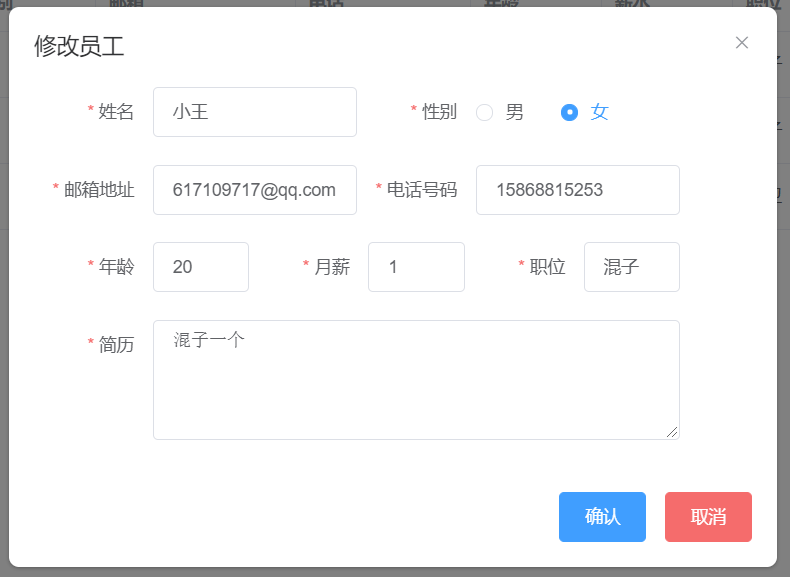 修改员工
* 姓名 小王 * 性别 男 女
* 邮箱地址 617109717@qq.com * 电话号码 15868815253
* 年龄 20 * 月薪 1 * 职位 混子
* 简历 混子一个
确认 取消